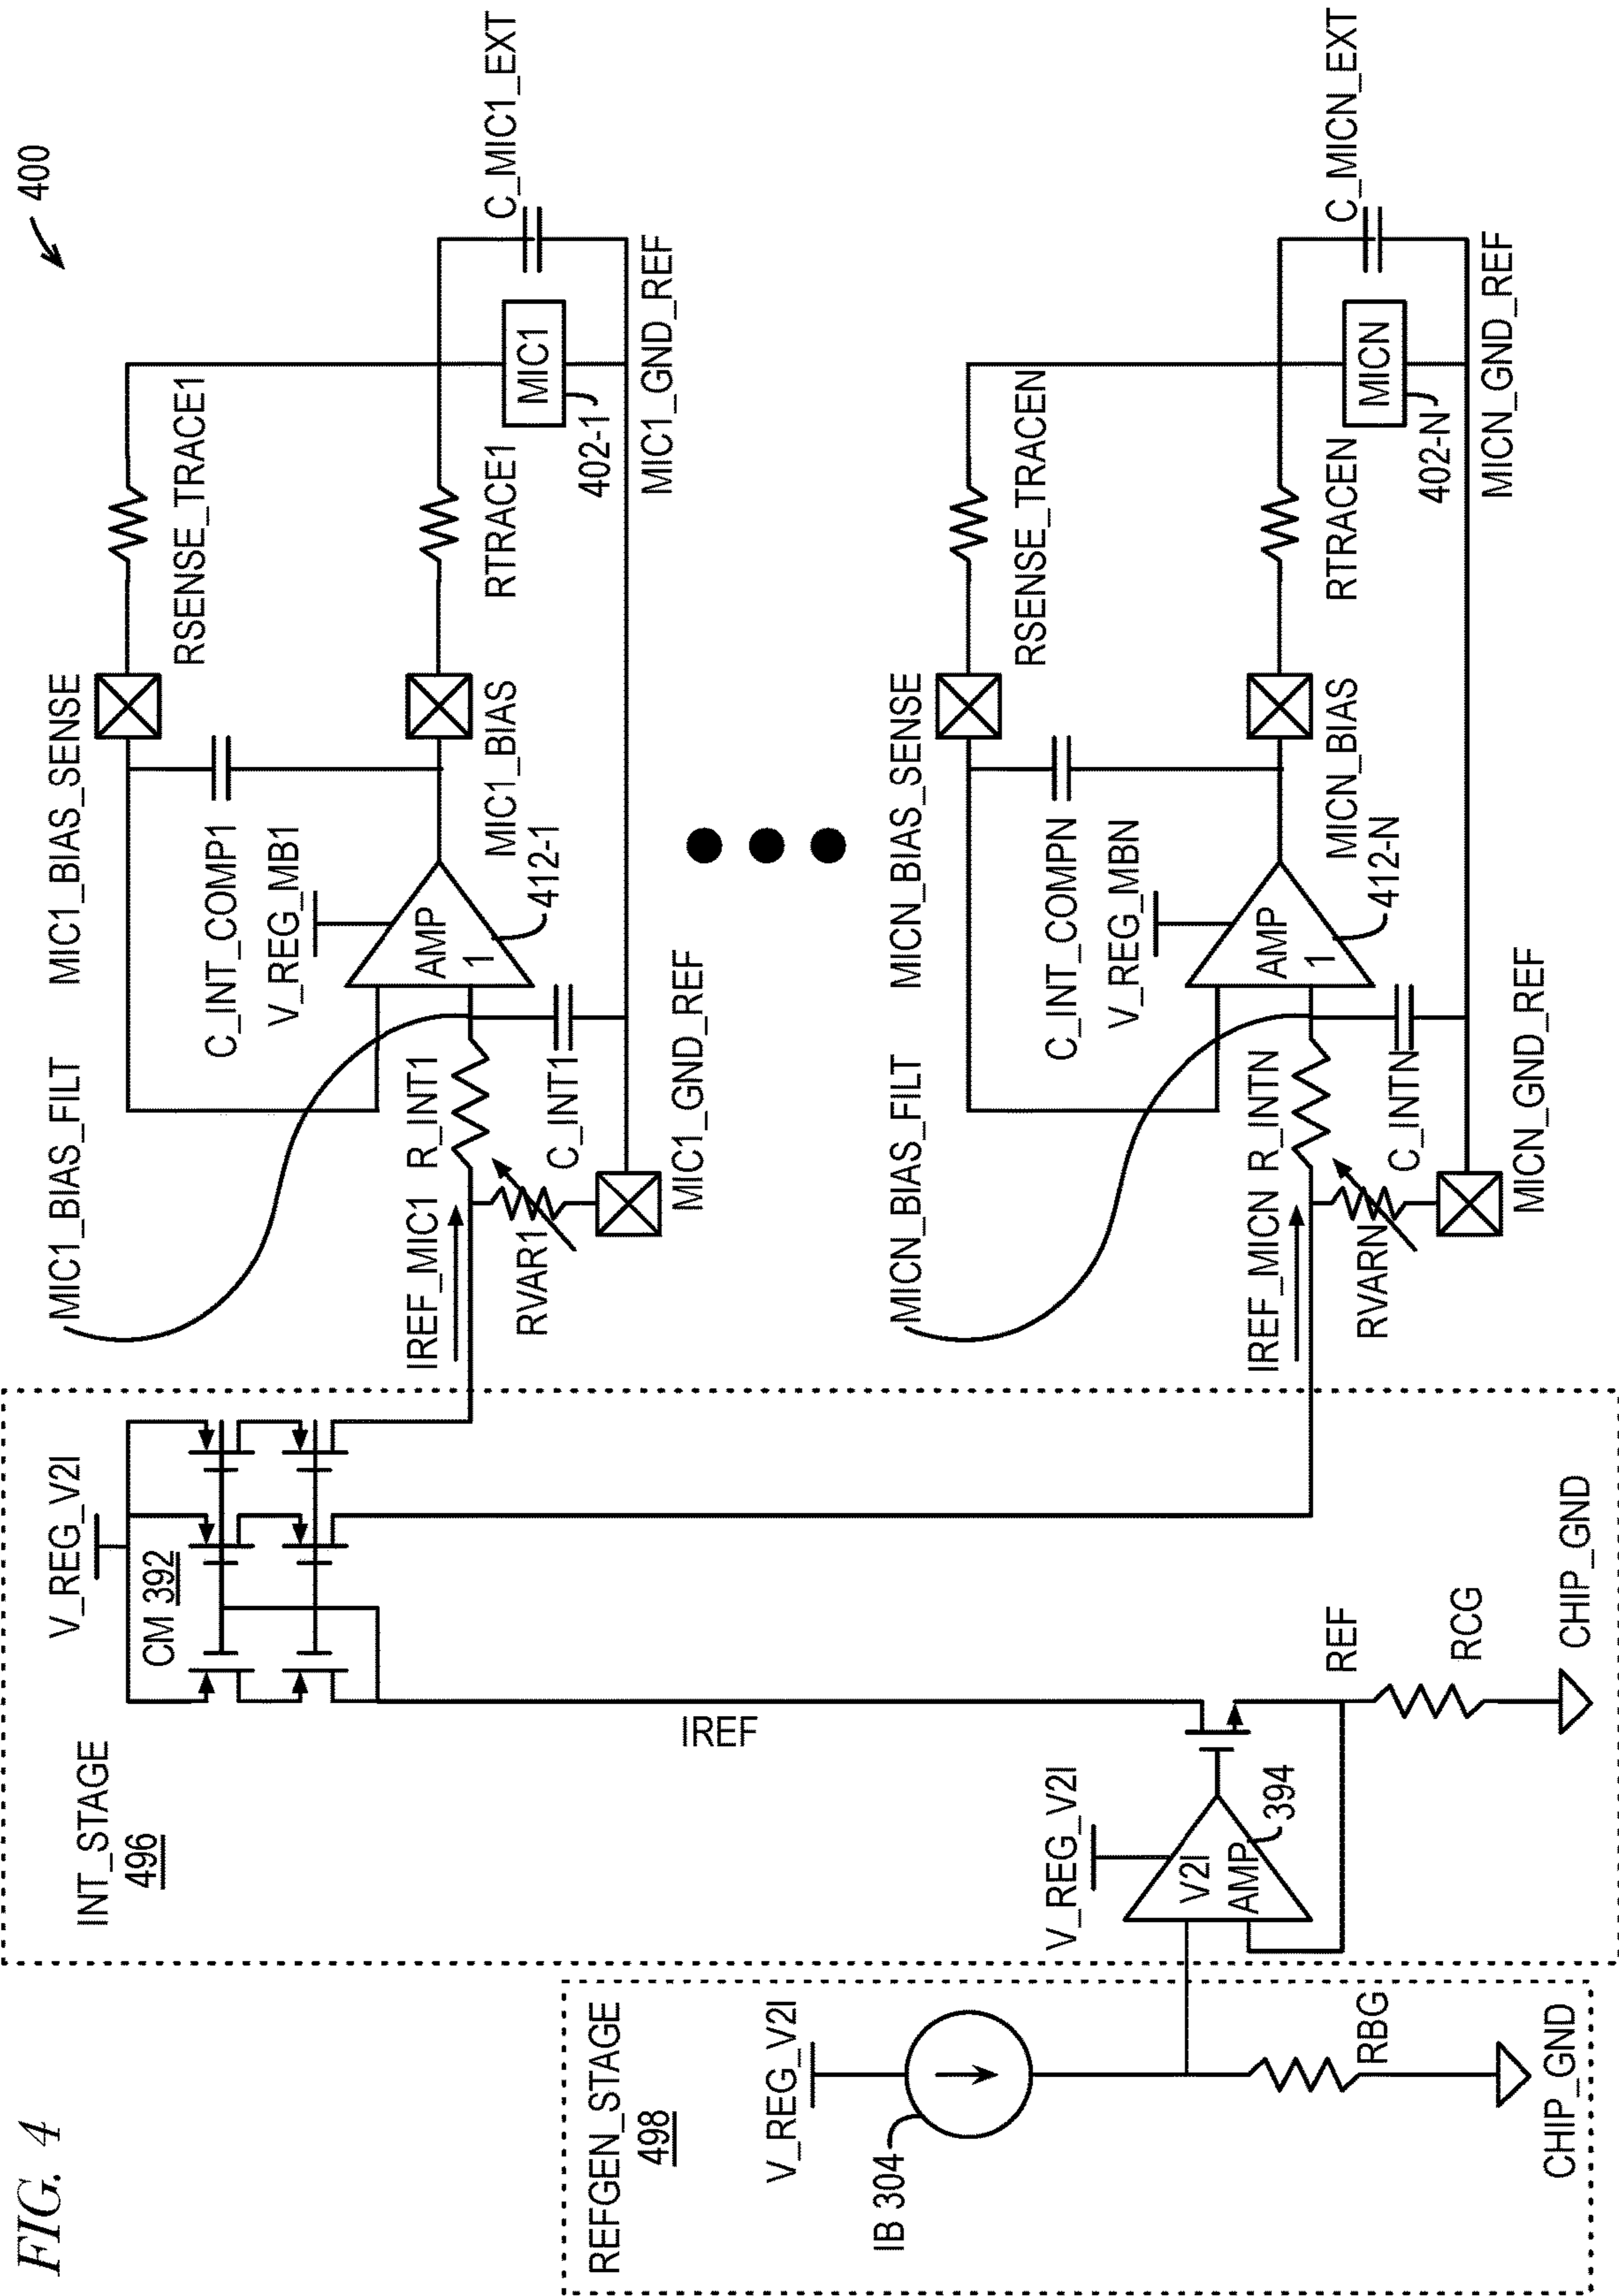 FIG. 4
400
REFGEN_STAGE
498
V_REG_V2I
IB 304
RBG
CHIP_GND
INT_STAGE
496
V_REG_V2I
CM 392
IREF
V_REG_V2I
V2I
AMP
394
REF
RCG
CHIP_GND
MIC1_BIAS_FILT
MIC1_BIAS_SENSE
C_INT_COMP1
V_REG_MB1
RSENSE_TRACE1
IREF_MIC1
R_INT1
AMP
1
412-1
MIC1_BIAS
RTRACE1
C_MIC1_EXT
RVAR1
C_INT1
MIC1
402-1
MIC1_GND_REF
MIC1_GND_REF
MICN_BIAS_FILT
MICN_BIAS_SENSE
C_INT_COMPN
V_REG_MBN
RSENSE_TRACEN
IREF_MICN
R_INTN
AMP
1
412-N
MICN_BIAS
RTRACEN
C_MICN_EXT
RVARN
C_INTN
MICN
402-N
MICN_GND_REF
MICN_GND_REF